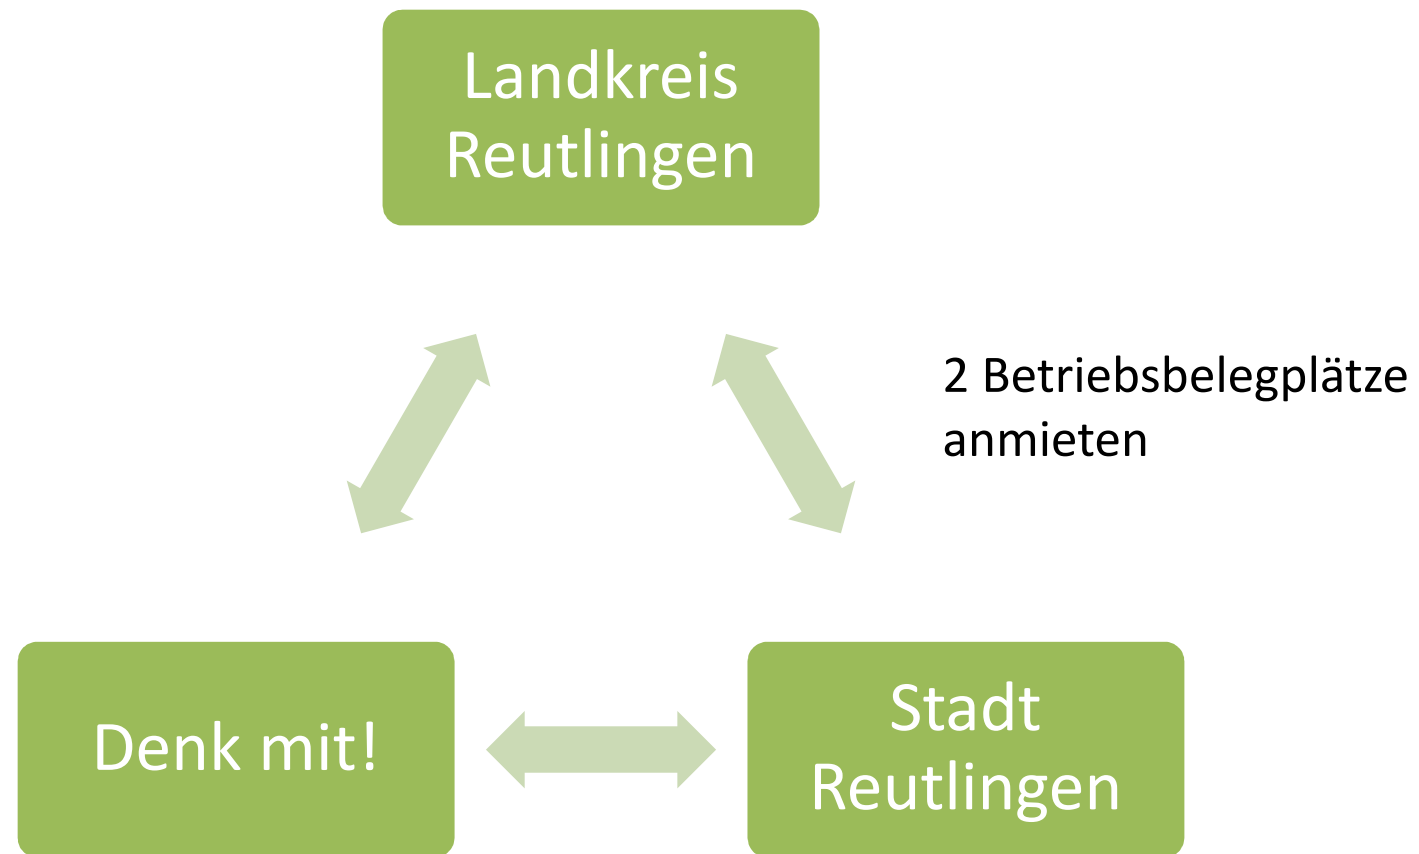 Landkreis
Reutlingen
2 Betriebsbelegplätze
anmieten
Denk mit!
Stadt
Reutlingen